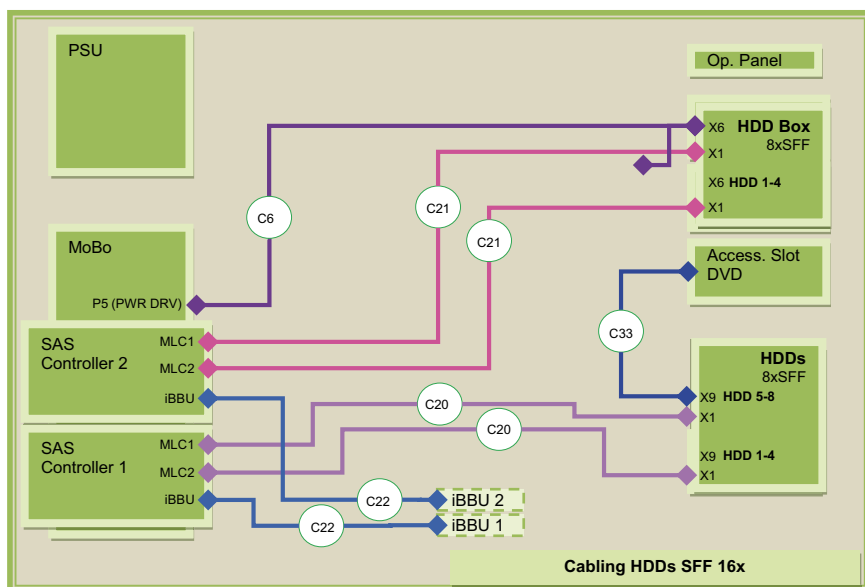 PSU
Op. Panel
X6 HDD Box
8xSFF
X1
X6 HDD 1-4
X1
C6
C21
C21
MoBo
P5 (PWR DRV)
Access. Slot
DVD
C33
SAS
Controller 2
MLC1
MLC2
iBBU
HDDs
8xSFF
X9 HDD 5-8
X1
X9 HDD 1-4
X1
C20
C20
SAS
Controller 1
MLC1
MLC2
iBBU
C22
C22
iBBU 2
iBBU 1
Cabling HDDs SFF 16x